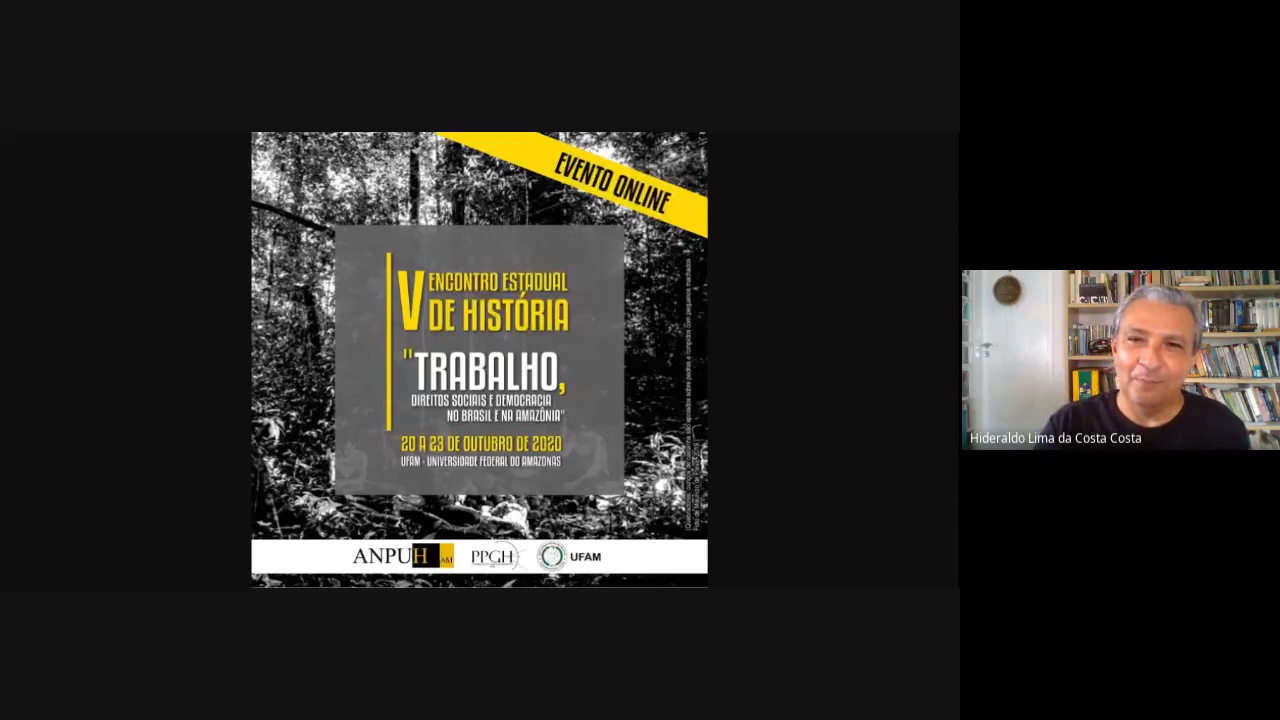 EVENTO ONLINE
V ENCONTRO ESTADUAL
DE HISTÓRIA
"TRABALHO,
DIREITOS SOCIAIS E DEMOCRACIA
NO BRASIL E NA AMAZÔNIA"
20 A 23 DE OUTUBRO DE 2020
UFAM - UNIVERSIDADE FEDERAL DO AMAZONAS
ANPUH AM
PPGH
UFAM
Hideraldo Lima da Costa Costa